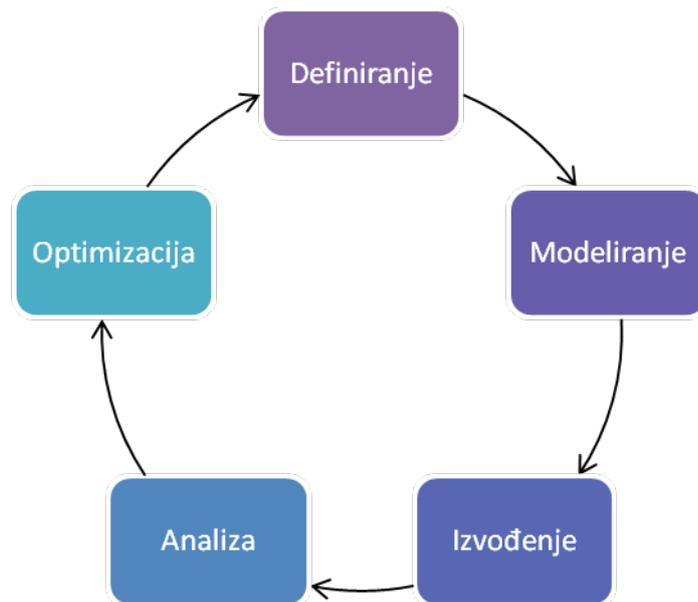 Definiranje
Modeliranje
Izvođenje
Analiza
Optimizacija